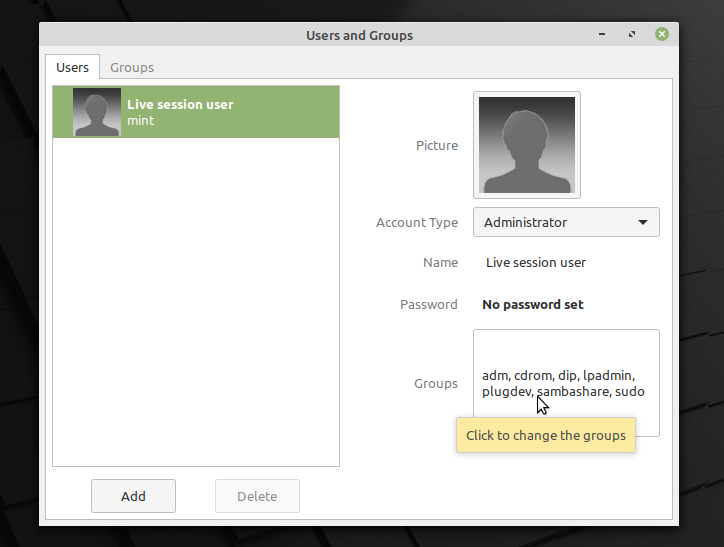 Users and Groups
Users
Groups
Live session user
mint
Picture
Account Type
Administrator
Name
Live session user
Password
No password set
Groups
adm, cdrom, dip, lpadmin,
plugdev, sambashare, sudo
Click to change the groups
Add
Delete